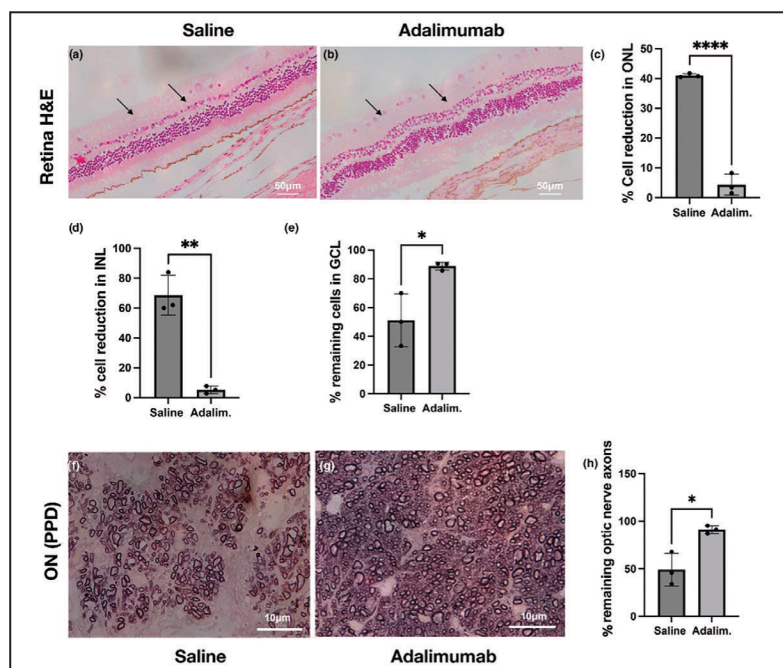 Saline
Adalimumab
Retina H&E
(a)
50µm
(b)
50µm
(c)
% Cell reduction in ONL
50
40
30
20
10
0
****
Saline Adalim.
(d)
% cell reduction in INL
100
80
60
40
20
0
**
Saline Adalim.
(e)
% remaining cells in GCL
100
80
60
40
20
0
*
Saline Adalim.
ON (PPD)
(f)
10µm
(g)
10µm
(h)
% remaining optic nerve axons
150
100
50
0
*
Saline Adalim.
Saline
Adalimumab